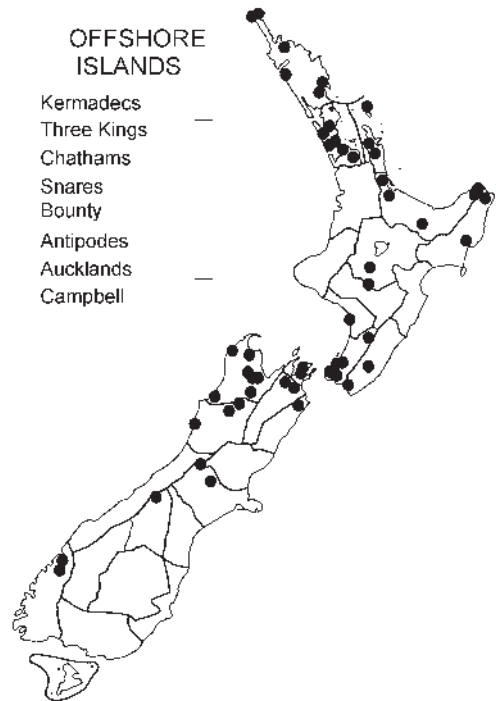 OFFSHORE
ISLANDS
Kermadecs
Three Kings
Chathams
Snares
Bounty
Antipodes
Aucklands
Campbell